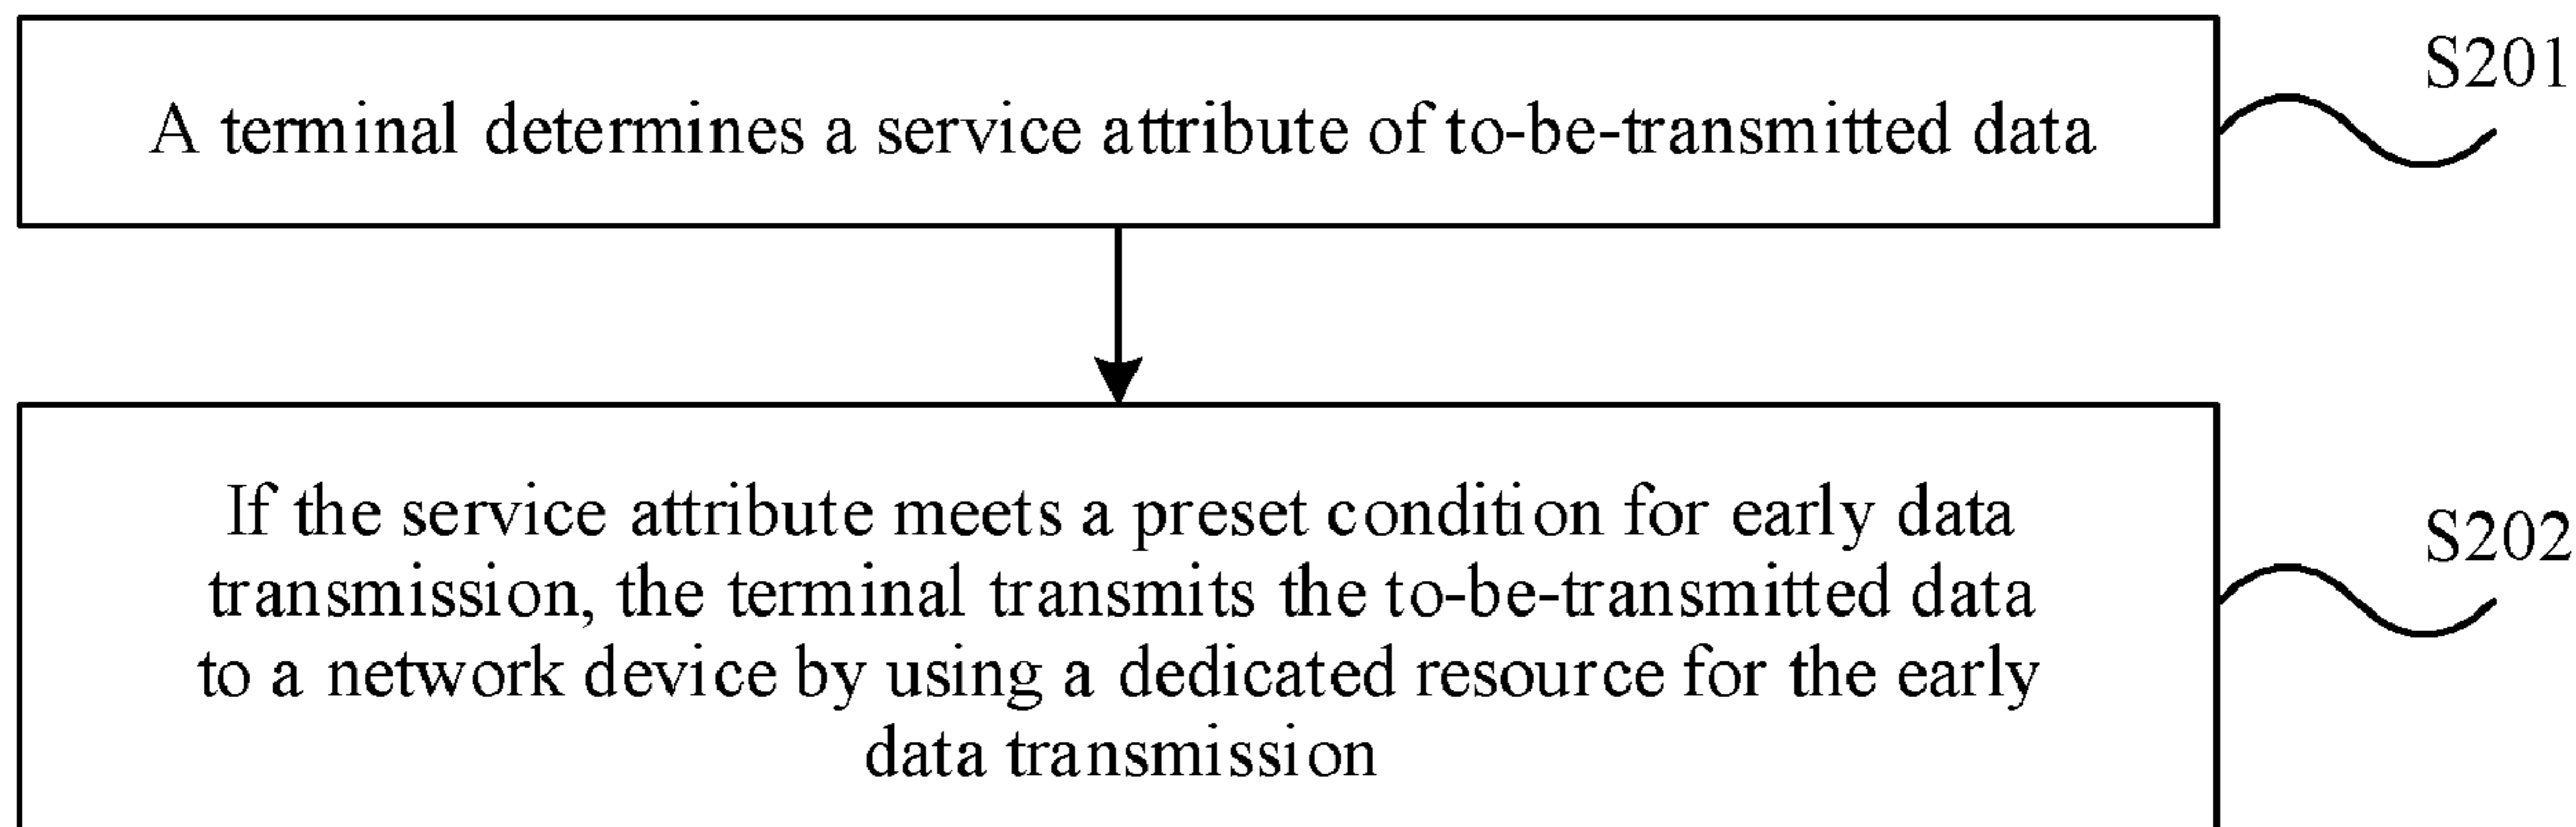 S201
A terminal determines a service attribute of to-be-transmitted data
If the service attribute meets a preset condition for early data
transmission, the terminal transmits the to-be-transmitted data
to a network device by using a dedicated resource for the early
data transmission
S202